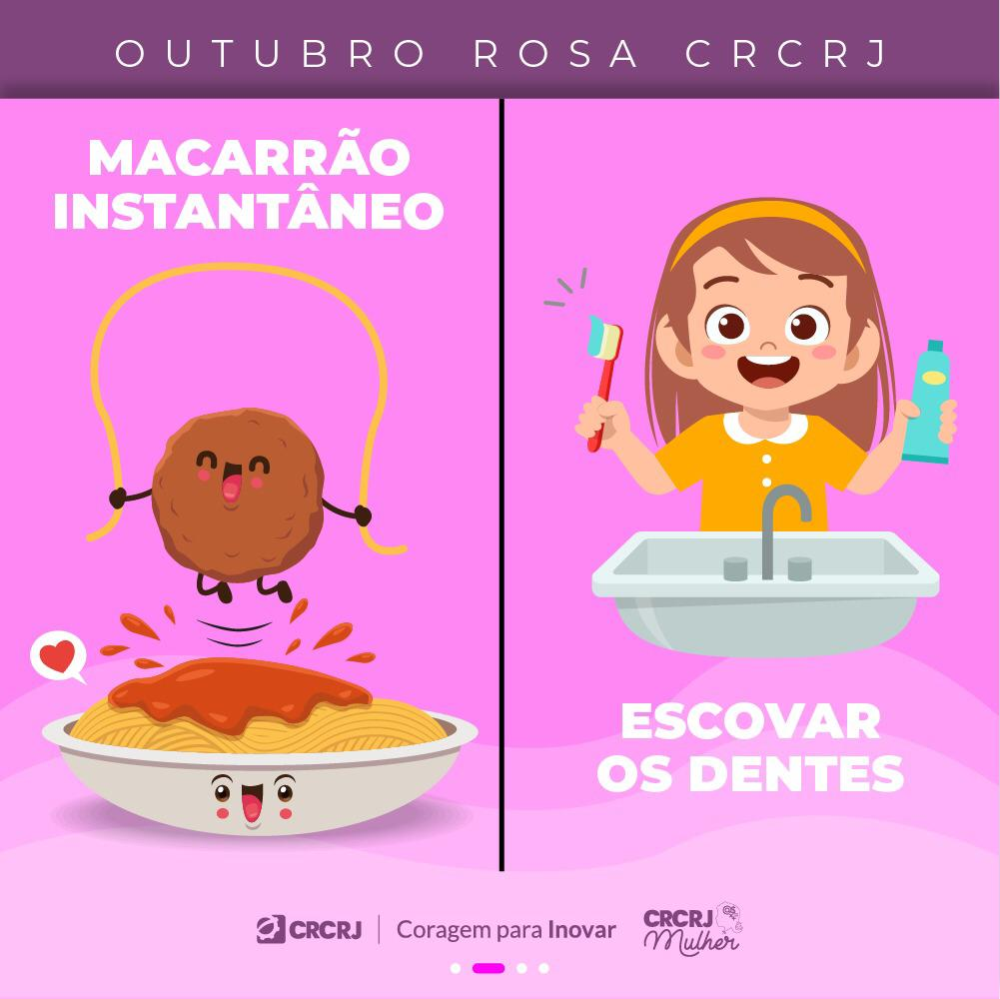 OUTUBRO ROSA CRCRJ
MACARRÃO
INSTANTÂNEO
ESCOVAR
OS DENTES
CRCRJ
Coragem para Inovar
CRCRJ
Mulher